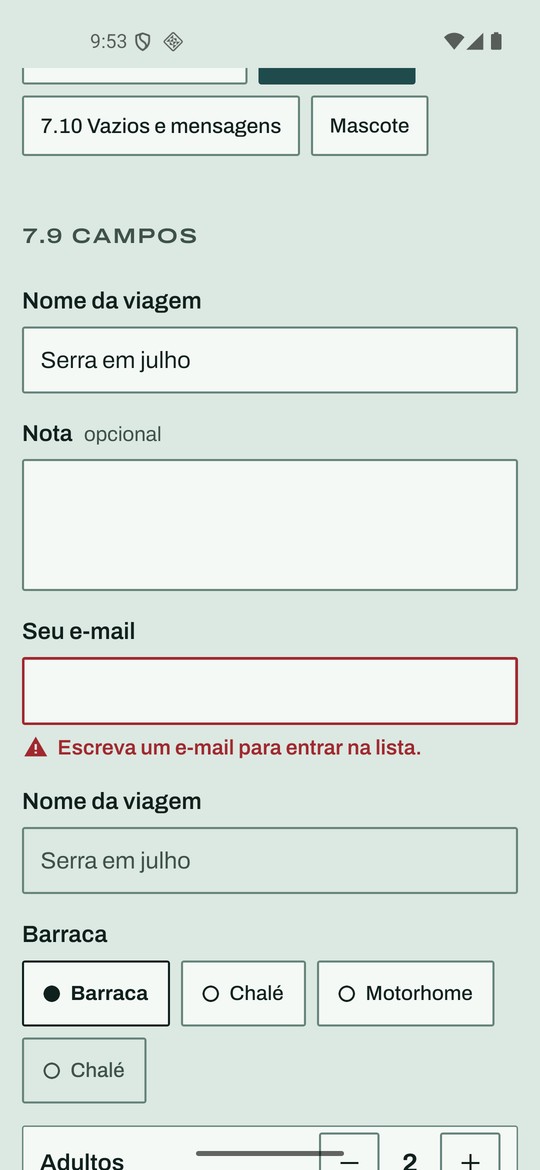 9:53
7.10 Vazios e mensagens
Mascote
7.9 CAMPOS
Nome da viagem
Serra em julho
Nota opcional
Seu e-mail
Escreva um e-mail para entrar na lista.
Nome da viagem
Serra em julho
Barraca
Barraca
Chalé
Motorhome
Chalé
Adultos
2